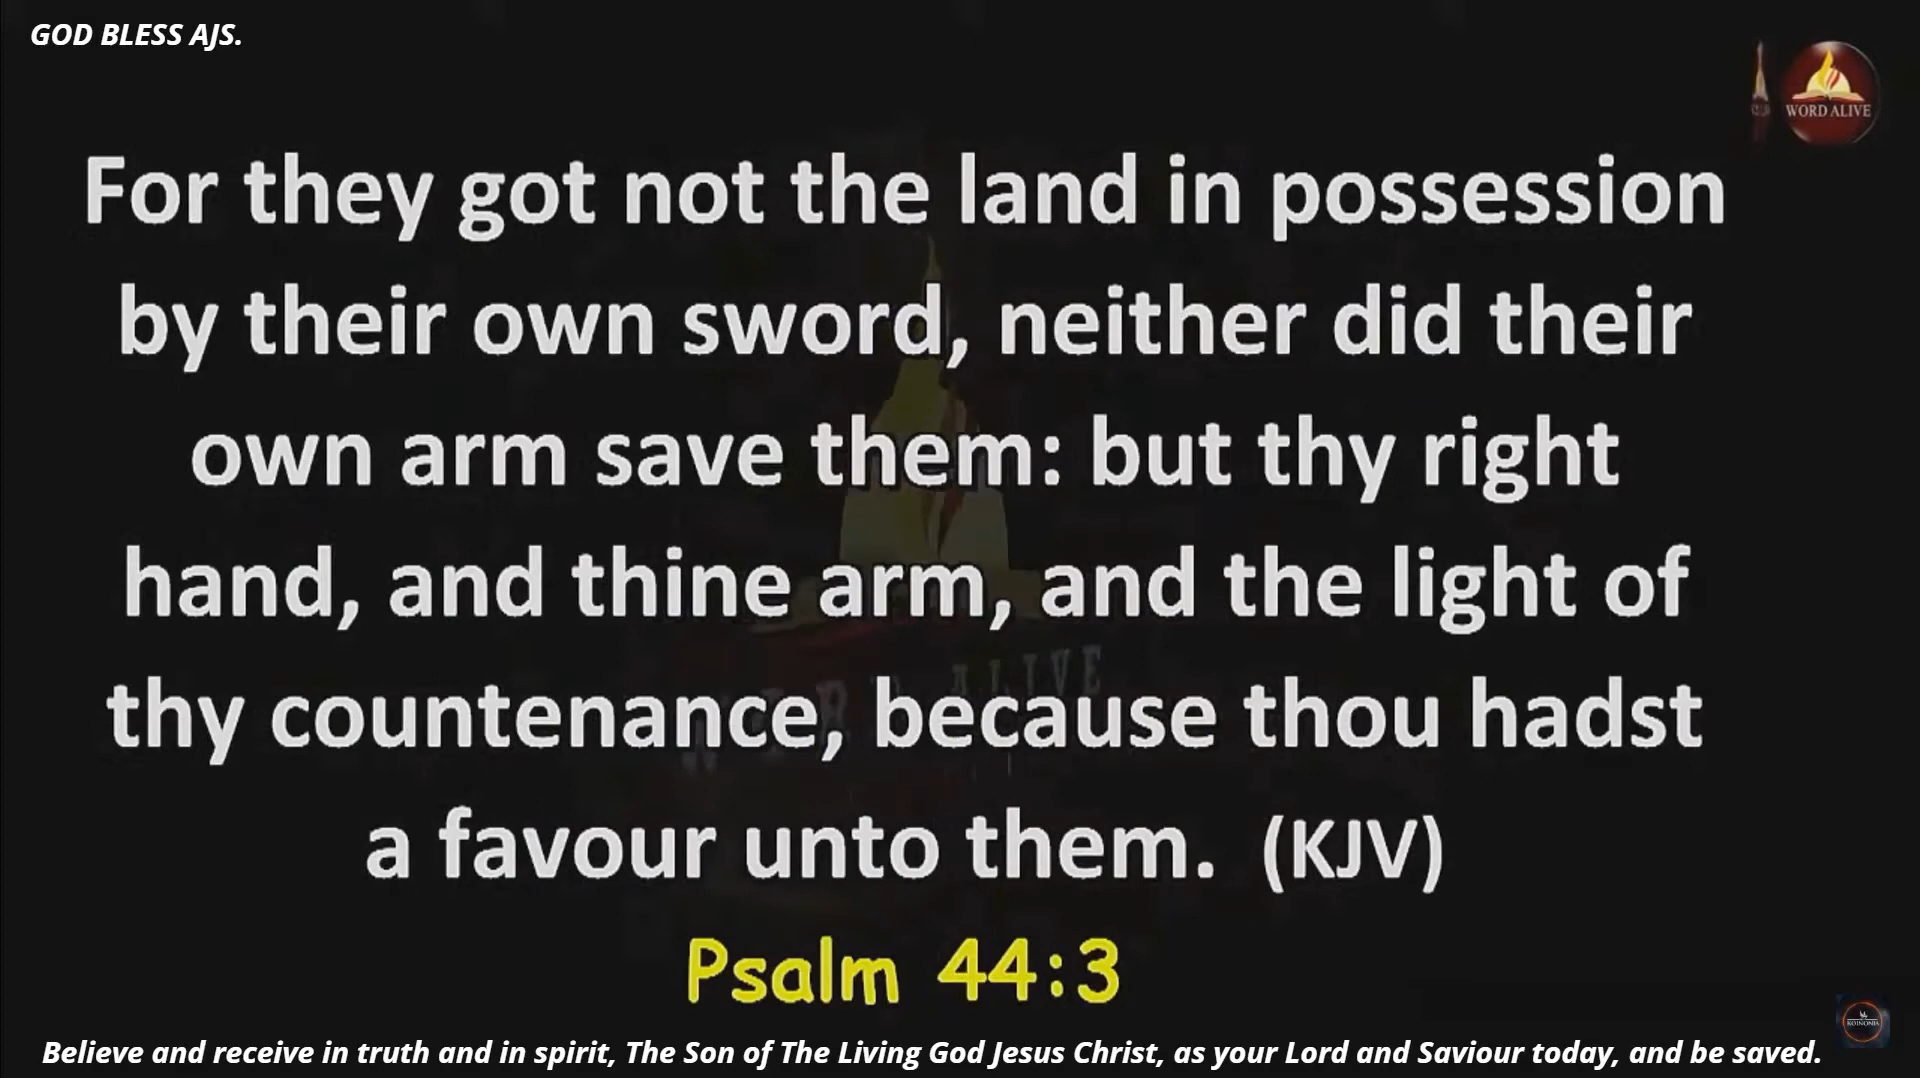 GOD BLESS AJS.
WORD ALIVE
For they got not the land in possession
by their own sword, neither did their
own arm save them: but thy right
hand, and thine arm, and the light of
thy countenance, because thou hadst
a favour unto them. (KJV)
ALIVE
Psalm 44:3
KOINONIA
Believe and receive in truth and in spirit, The Son of The Living God Jesus Christ, as your Lord and Saviour today, and be saved.